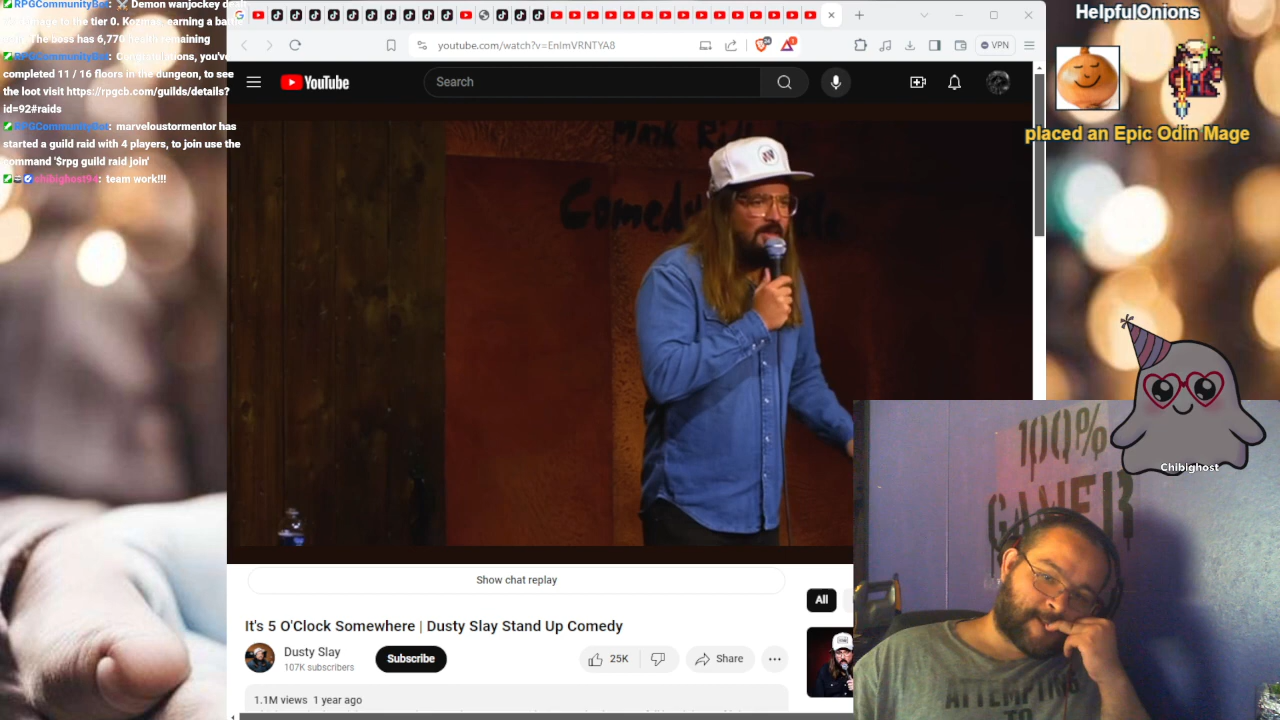 RPGCommunityBot: Demon wanjockey
to the tier 0.
earning a
The boss has 6,770 health remaining
you've
completed 11 / 16 floors in the dungeon, to see
the loot visit https://rpgcb.com/guilds/details?
id=92#raids
RPGCommunityBot: marveloustormentor has
started a guild raid with 4 players, to join use the
command '$rpg guild raid join'
chibighost94: team work!!!
youtube.com/watch?v=EnImVRNTYA8
VPN
YouTube
Search
Comedy
Show chat replay
It's 5 O'Clock Somewhere | Dusty Slay Stand Up Comedy
Dusty Slay
107K subscribers
Subscribe
25K
Share
1.1M views 1 year ago
All
HelpfulOnions
placed an Epic Odin Mage
Chibighost
100%
GAMER
ATTEMPTING
TO